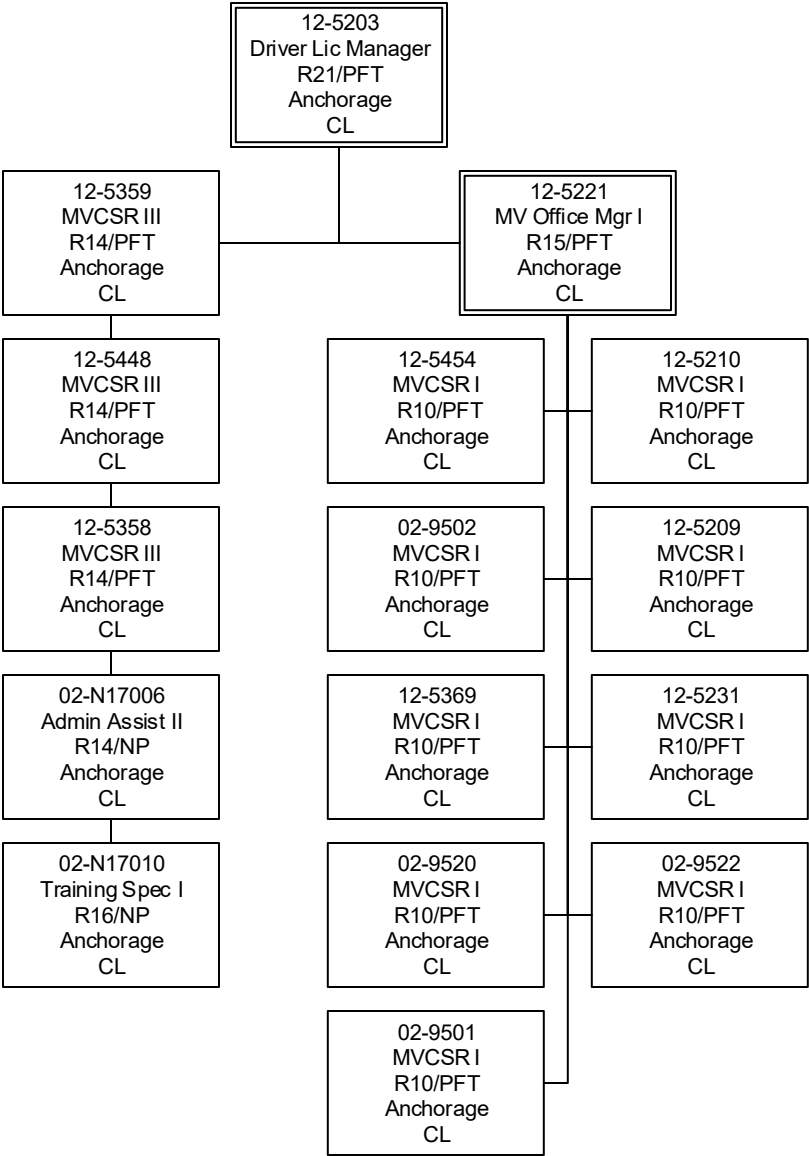 12-5203
Driver Lic Manager
R21/PFT
Anchorage
CL
12-5359
MVCSR III
R14/PFT
Anchorage
CL
12-5221
MV Office Mgr I
R15/PFT
Anchorage
CL
12-5448
MVCSR III
R14/PFT
Anchorage
CL
12-5454
MVCSR I
R10/PFT
Anchorage
CL
12-5210
MVCSR I
R10/PFT
Anchorage
CL
12-5358
MVCSR III
R14/PFT
Anchorage
CL
02-9502
MVCSR I
R10/PFT
Anchorage
CL
12-5209
MVCSR I
R10/PFT
Anchorage
CL
02-N17006
Admin Assist II
R14/NP
Anchorage
CL
12-5369
MVCSR I
R10/PFT
Anchorage
CL
12-5231
MVCSR I
R10/PFT
Anchorage
CL
02-N17010
Training Spec I
R16/NP
Anchorage
CL
02-9520
MVCSR I
R10/PFT
Anchorage
CL
02-9522
MVCSR I
R10/PFT
Anchorage
CL
02-9501
MVCSR I
R10/PFT
Anchorage
CL